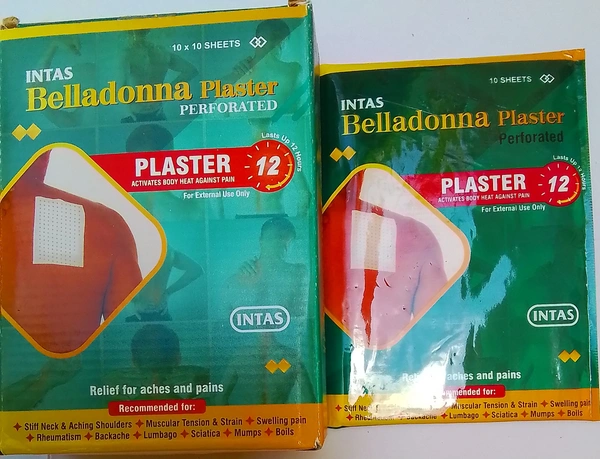 10 x 10 SHEETS
INTAS
Belladonna Plaster
PERFORATED
Lasts Up 12 Hours
PLASTER 12
ACTIVATES BODY HEAT AGAINST PAIN
For External Use Only
INTAS
Relief for aches and pains
Recommended for:
Stiff Neck & Aching Shoulders Muscular Tension & Strain Swelling pain
Rheumatism Backache Lumbago Sciatica Mumps Boils
10 SHEETS
INTAS
Belladonna Plaster
Perforated
Lasts Up 12 Hours
PLASTER 12
ACTIVATES BODY HEAT AGAINST PAIN
For External Use Only
INTAS
aches and pains
mmended for:
Stiff Muscular Tension & Strain Swelling pain
Backache Lumbago Sciatica Mumps Boils